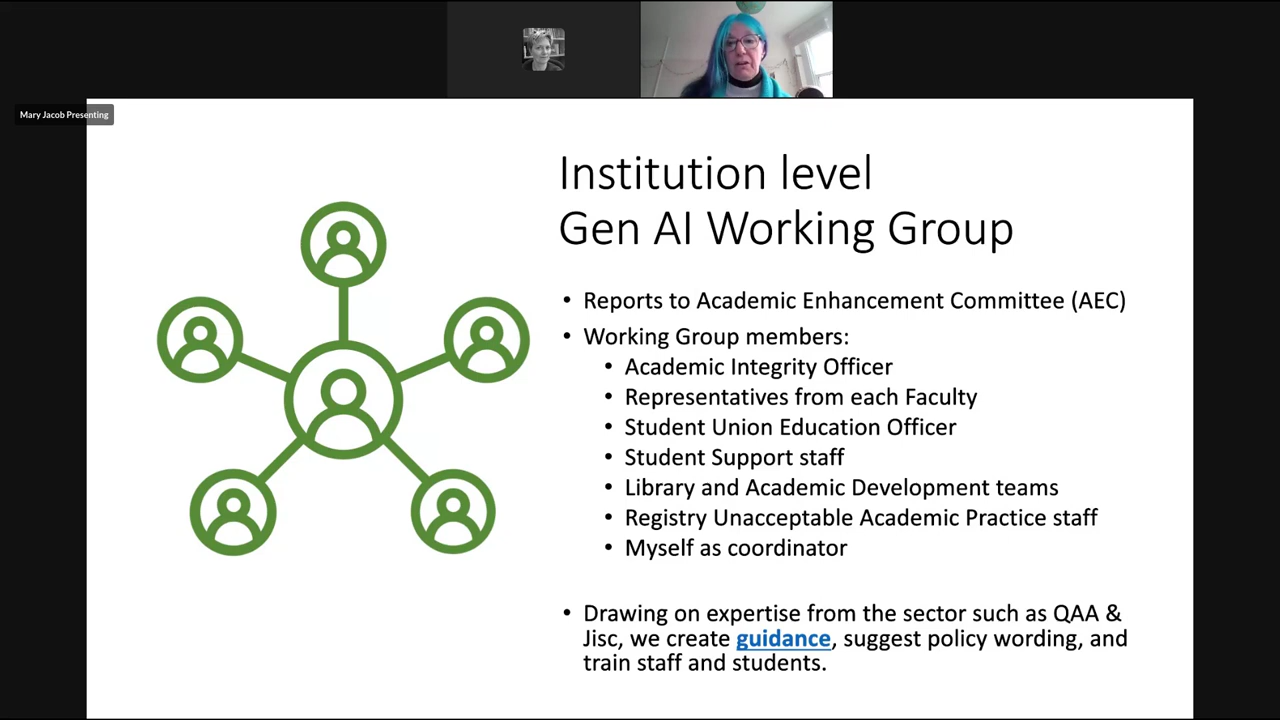 Mary Jacob Presenting
Institution level
Gen AI Working Group
• Reports to Academic Enhancement Committee (AEC)
• Working Group members:
• Academic Integrity Officer
• Representatives from each Faculty
• Student Union Education Officer
• Student Support staff
• Library and Academic Development teams
• Registry Unacceptable Academic Practice staff
• Myself as coordinator
• Drawing on expertise from the sector such as QAA &
Jisc, we create guidance, suggest policy wording, and
train staff and students.